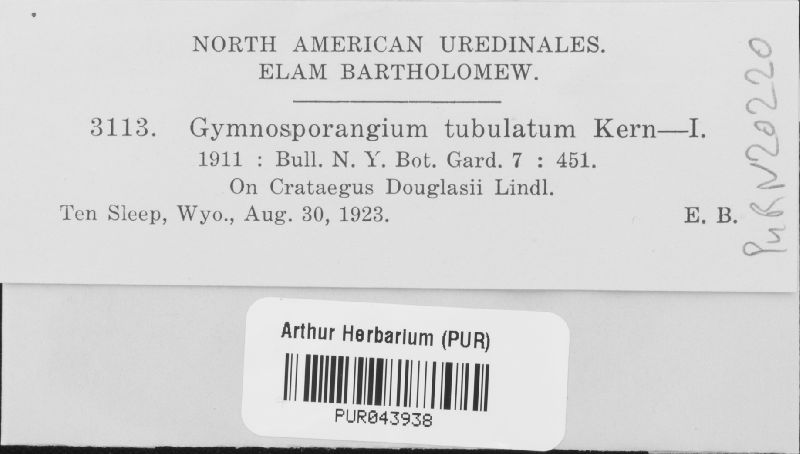 NORTH AMERICAN UREDINALES.
ELAM BARTHOLOMEW.
3113. Gymnosporangium tubulatum Kern—I.
1911 : Bull. N. Y. Bot. Gard. 7 : 451.
On Crataegus Douglasii Lindl.
Ten Sleep, Wyo., Aug. 30, 1923. E. B.
PUR N20220
Arthur Herbarium (PUR)
PUR043938